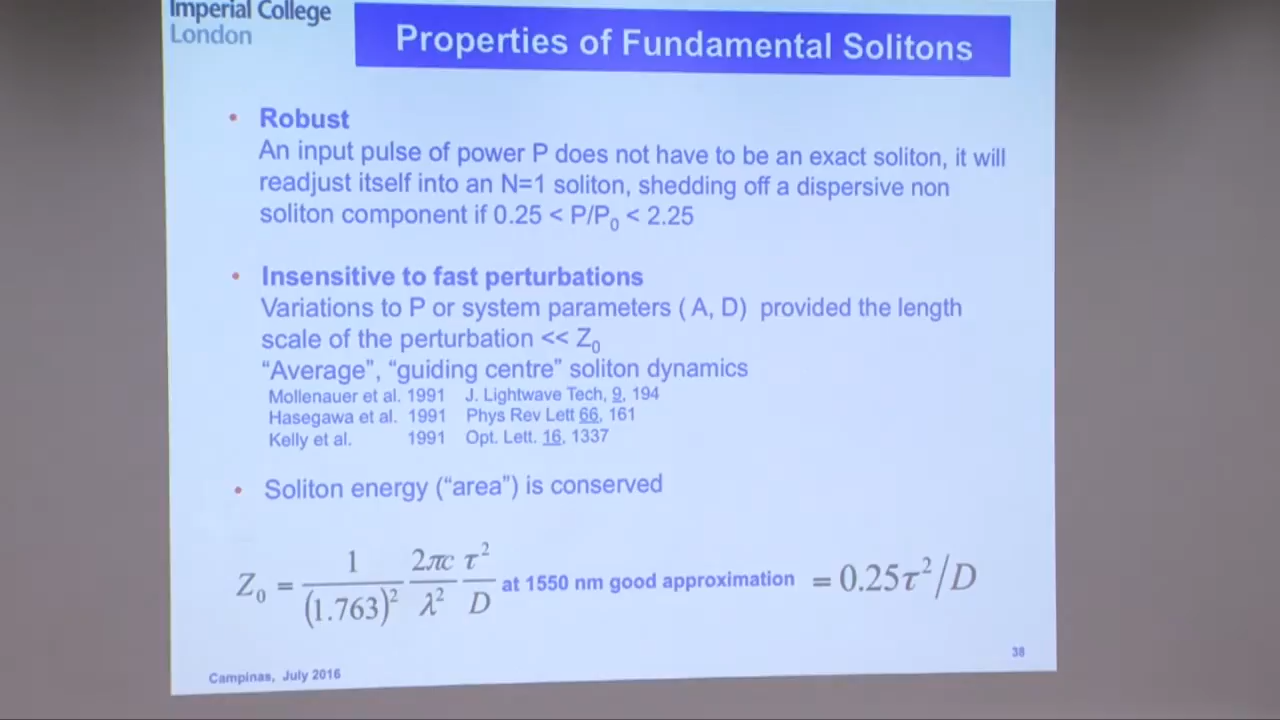 Imperial College
London
Properties of Fundamental Solitons
• Robust
An input pulse of power P does not have to be an exact soliton, it will
readjust itself into an N=1 soliton, shedding off a dispersive non
soliton component if 0.25 < P/P₀ < 2.25
• Insensitive to fast perturbations
Variations to P or system parameters ( A, D) provided the length
scale of the perturbation << Z₀
“Average”, “guiding centre” soliton dynamics
Mollenauer et al. 1991 J. Lightwave Tech, 9, 194
Hasegawa et al. 1991 Phys Rev Lett 66, 161
Kelly et al. 1991 Opt. Lett. 16, 1337
• Soliton energy (“area”) is conserved
Z₀ = 1/(1.763)² 2πc/λ² τ²/D at 1550 nm good approximation = 0.25τ²/D
38
Campinas, July 2016